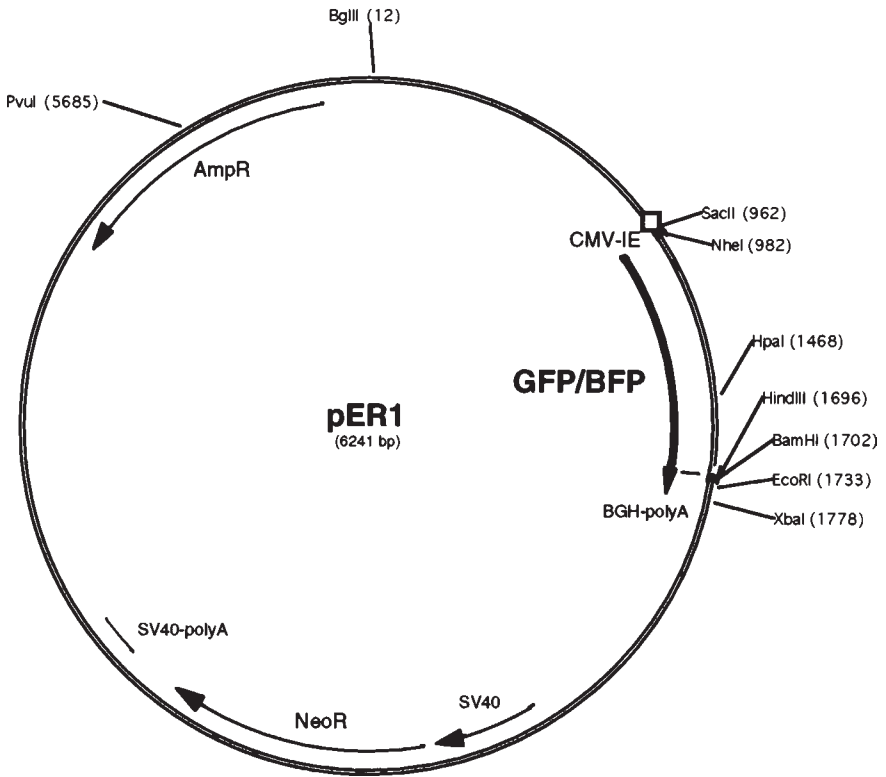 BglII (12)
PvuI (5685)
AmpR
SacII (962)
CMV-IE
NheI (982)
HpaI (1468)
GFP/BFP
HindIII (1696)
pER1
(6241 bp)
BamHI (1702)
EcoRI (1733)
BGH-polyA
XbaI (1778)
SV40-polyA
SV40
NeoR